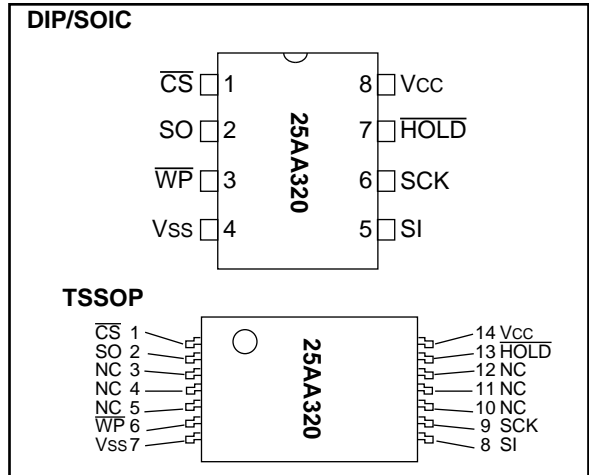 DIP/SOIC
CS 1 8 VCC
SO 2 7 HOLD
WP 3 6 SCK
VSS 4 5 SI
25AA320
TSSOP
CS 1 14 VCC
SO 2 13 HOLD
NC 3 12 NC
NC 4 11 NC
NC 5 10 NC
WP 6 9 SCK
VSS 7 8 SI
25AA320